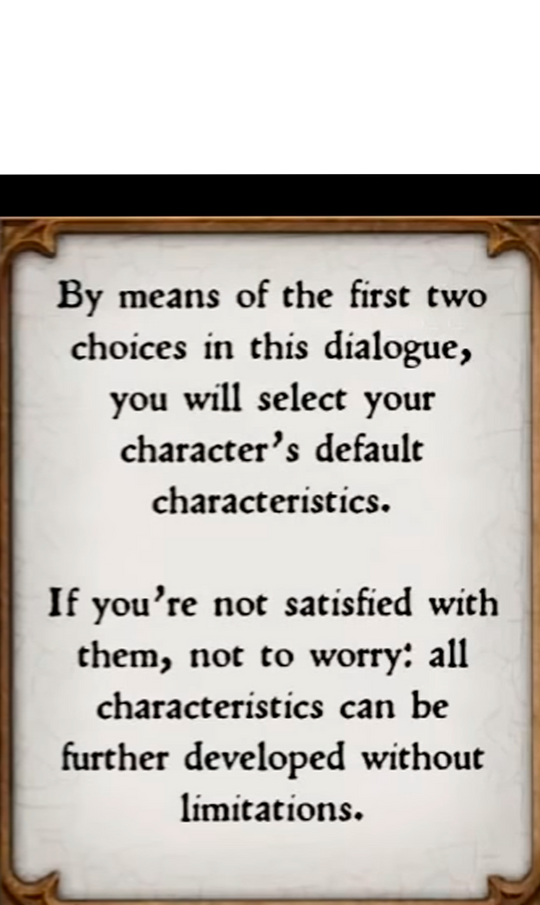 By means of the first two
choices in this dialogue,
you will select your
character's default
characteristics.
If you're not satisfied with
them, not to worry: all
characteristics can be
further developed without
limitations.